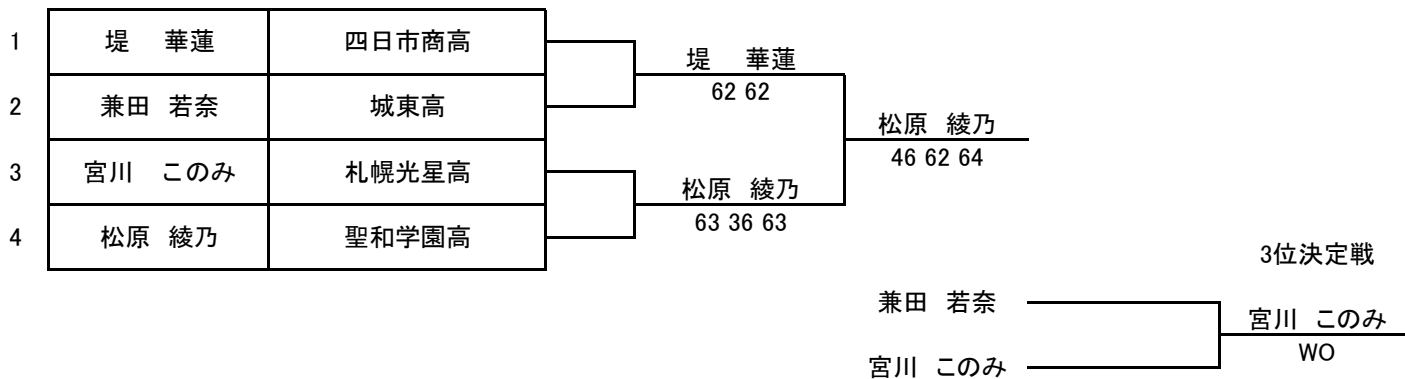 1 堤 華蓮 四日市商高
堤 華蓮
62 62
2 兼田 若奈 城東高
松原 綾乃
46 62 64
3 宮川 このみ 札幌光星高
松原 綾乃
63 36 63
4 松原 綾乃 聖和学園高
3位決定戦
兼田 若奈
宮川 このみ
WO
宮川 このみ